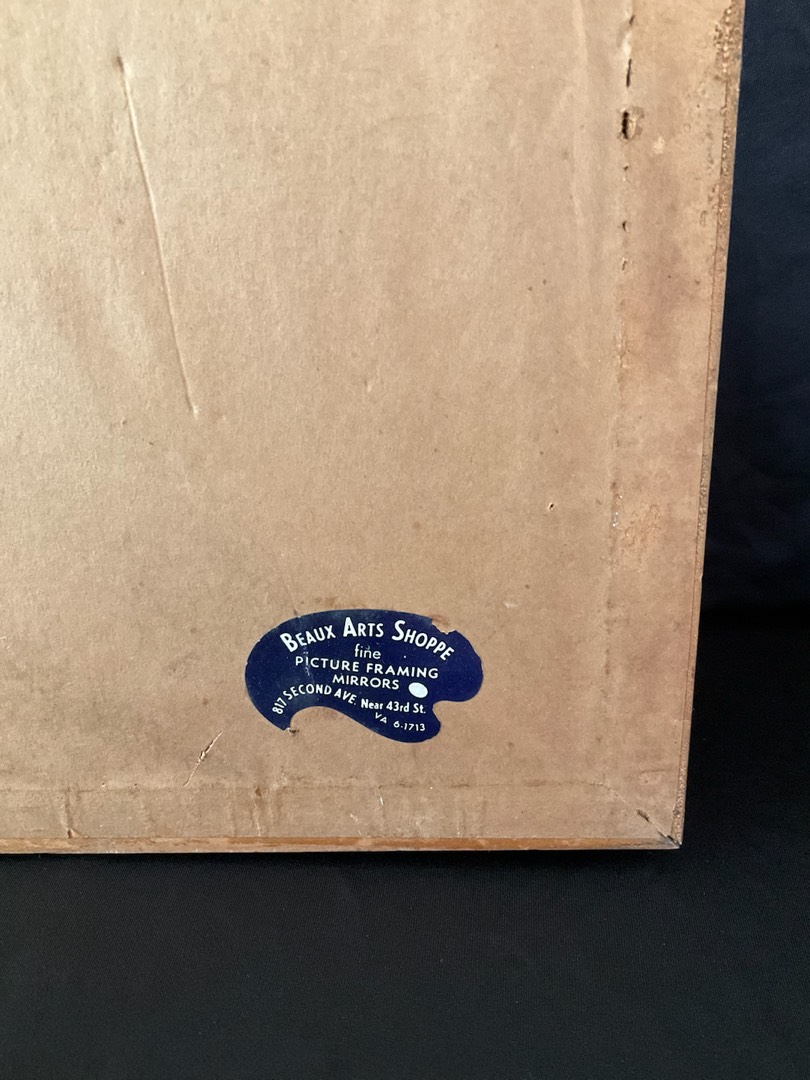 BEAUX ARTS SHOPPE
fine
PICTURE FRAMING
MIRRORS
817 SECOND AVE. Near 43rd St.
VA 6-1713